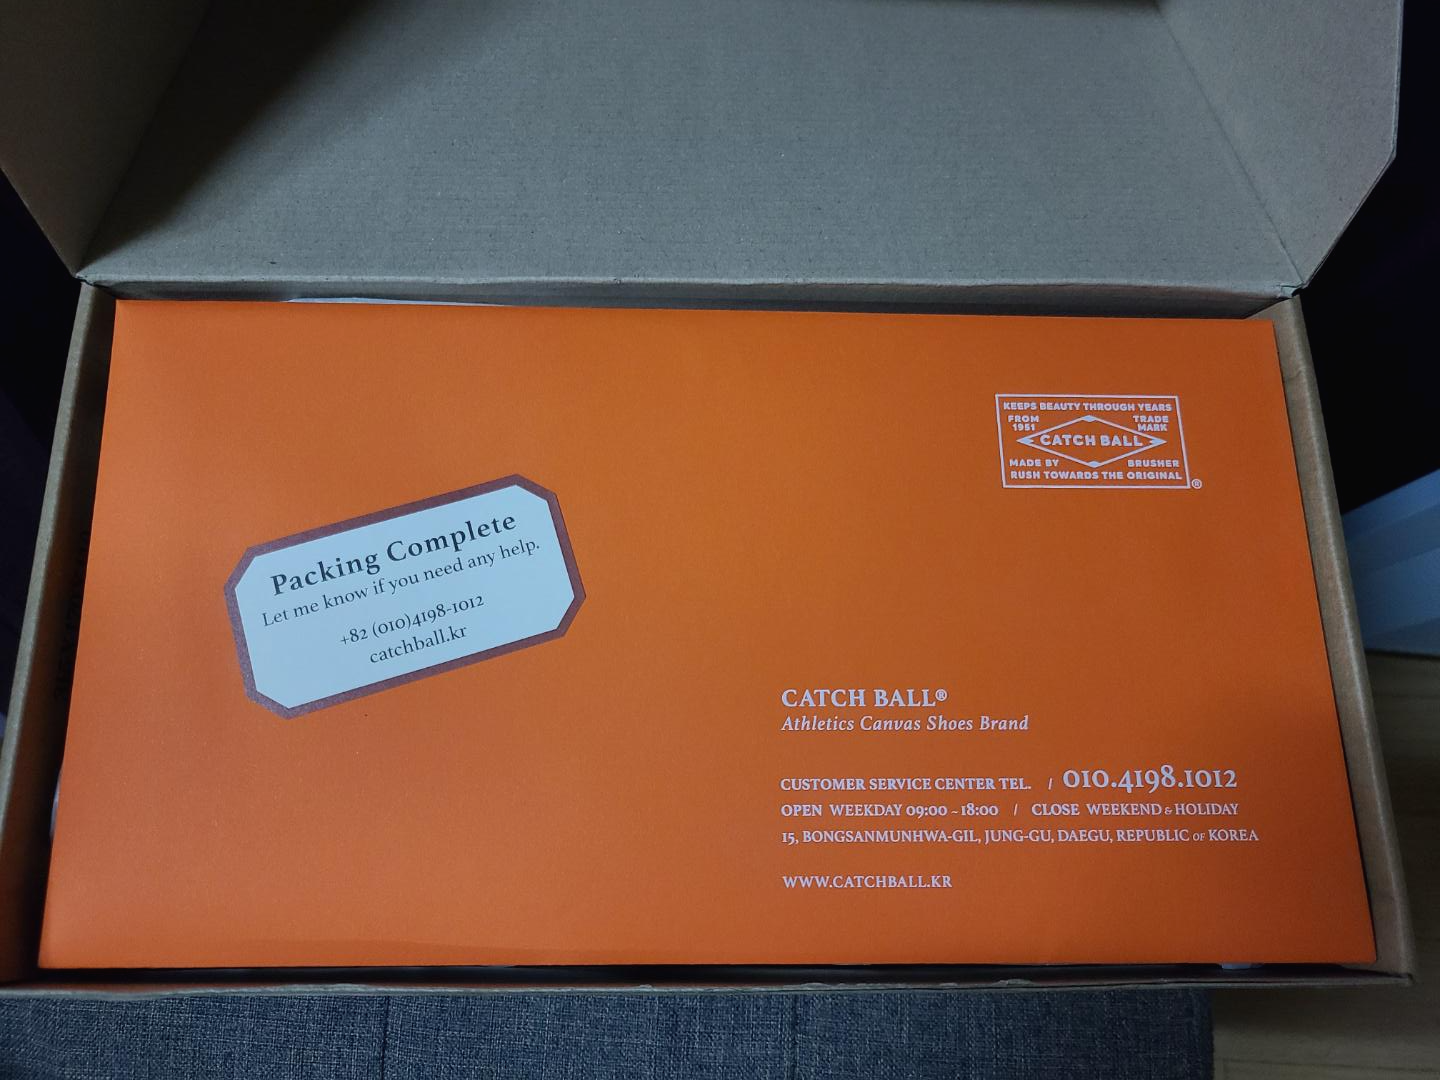 KEEPS BEAUTY THROUGH YEARS
FROM 1951
TRADE MARK
CATCH BALL
MADE BY BRUSHER
RUSH TOWARDS THE ORIGINAL
®
Packing Complete
Let me know if you need any help.
+82 (010)4198-1012
catchball.kr
CATCH BALL®
Athletics Canvas Shoes Brand
CUSTOMER SERVICE CENTER TEL. / 010.4198.1012
OPEN WEEKDAY 09:00 ~ 18:00 / CLOSE WEEKEND & HOLIDAY
15, BONGSANMUNHWA-GIL, JUNG-GU, DAEGU, REPUBLIC OF KOREA
WWW.CATCHBALL.KR